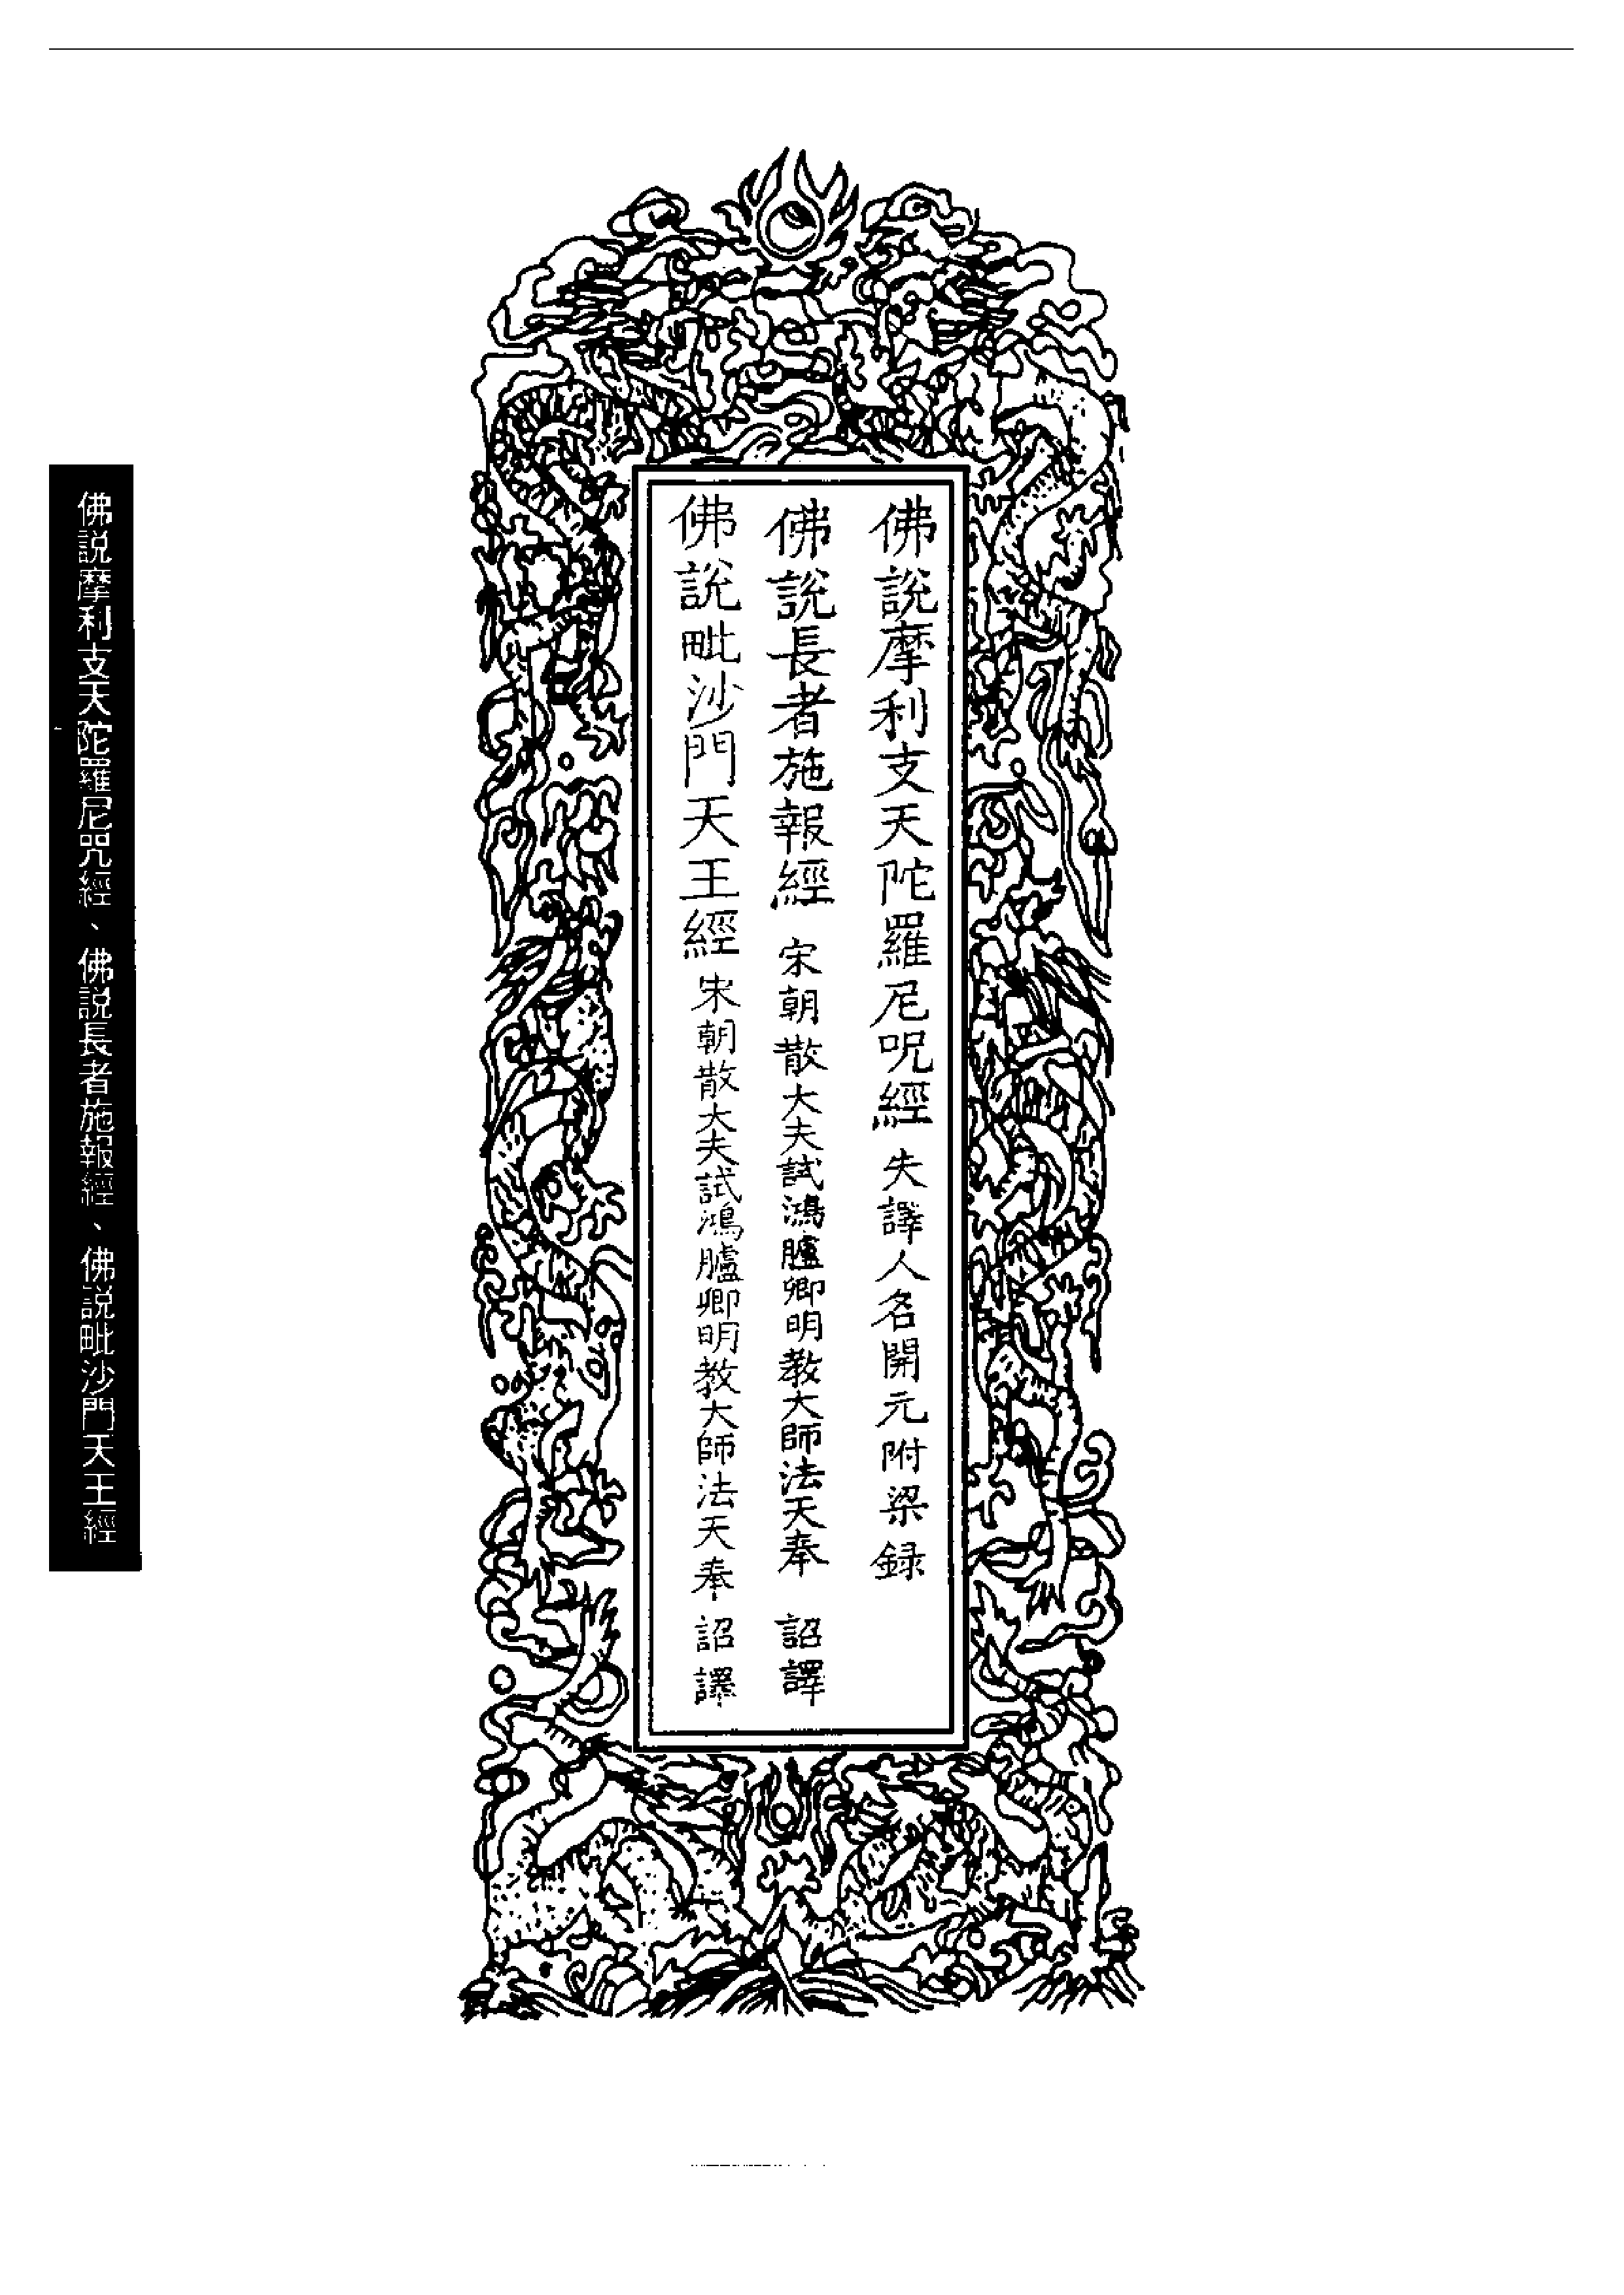 佛說摩利支天陀羅尼呪經 失譯人名開元附梁録
佛說長者施報經 宋朝散大夫試鴻臚卿明教大師法天奉 詔譯
佛說毗沙門天王經 宋朝散大夫試鴻臚卿明教大師法天奉 詔譯
佛説摩利支天陀羅尼咒經、佛説長者施報經、佛説毗沙門天王經